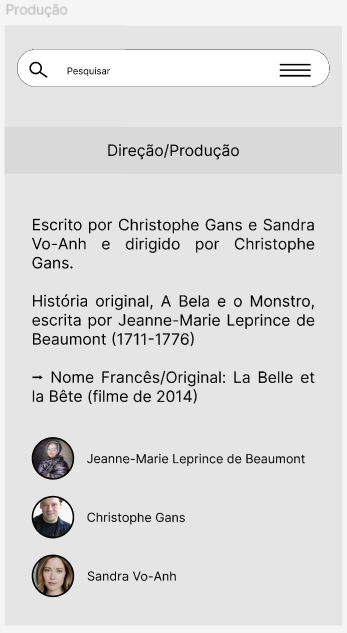 Produção
Pesquisar
Direção/Produção
Escrito por Christophe Gans e Sandra
Vo-Anh e dirigido por Christophe
Gans.
História original, A Bela e o Monstro,
escrita por Jeanne-Marie Leprince de
Beaumont (1711-1776)
→ Nome Francês/Original: La Belle et
la Bête (filme de 2014)
Jeanne-Marie Leprince de Beaumont
Christophe Gans
Sandra Vo-Anh